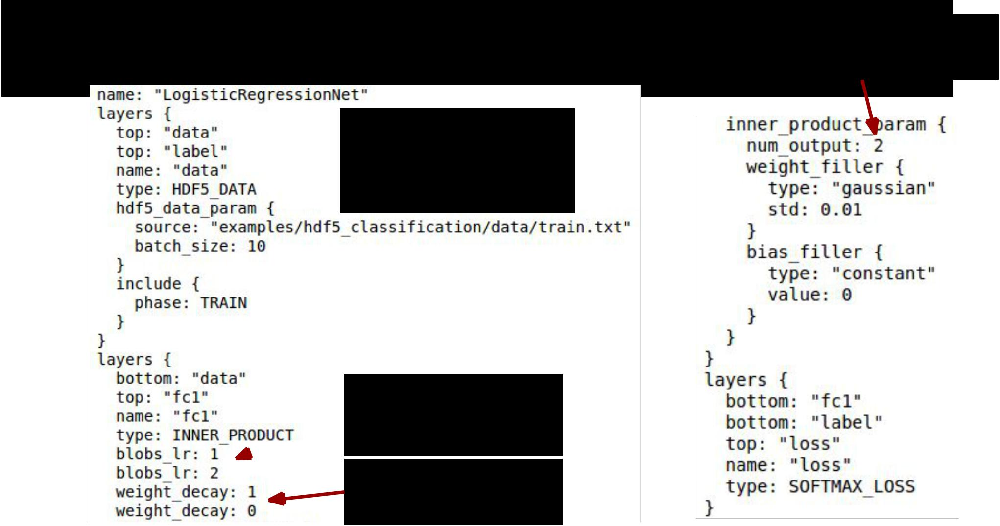 name: "LogisticRegressionNet"
layers {
  top: "data"
  top: "label"
  name: "data"
  type: HDF5_DATA
  hdf5_data_param {
    source: "examples/hdf5_classification/data/train.txt"
    batch_size: 10
  }
  include {
    phase: TRAIN
  }
}
layers {
  bottom: "data"
  top: "fc1"
  name: "fc1"
  type: INNER_PRODUCT
  blobs_lr: 1
  blobs_lr: 2
  weight_decay: 1
  weight_decay: 0
  inner_product_param {
    num_output: 2
    weight_filler {
      type: "gaussian"
      std: 0.01
    }
    bias_filler {
      type: "constant"
      value: 0
    }
  }
}
layers {
  bottom: "fc1"
  bottom: "label"
  top: "loss"
  name: "loss"
  type: SOFTMAX_LOSS
}